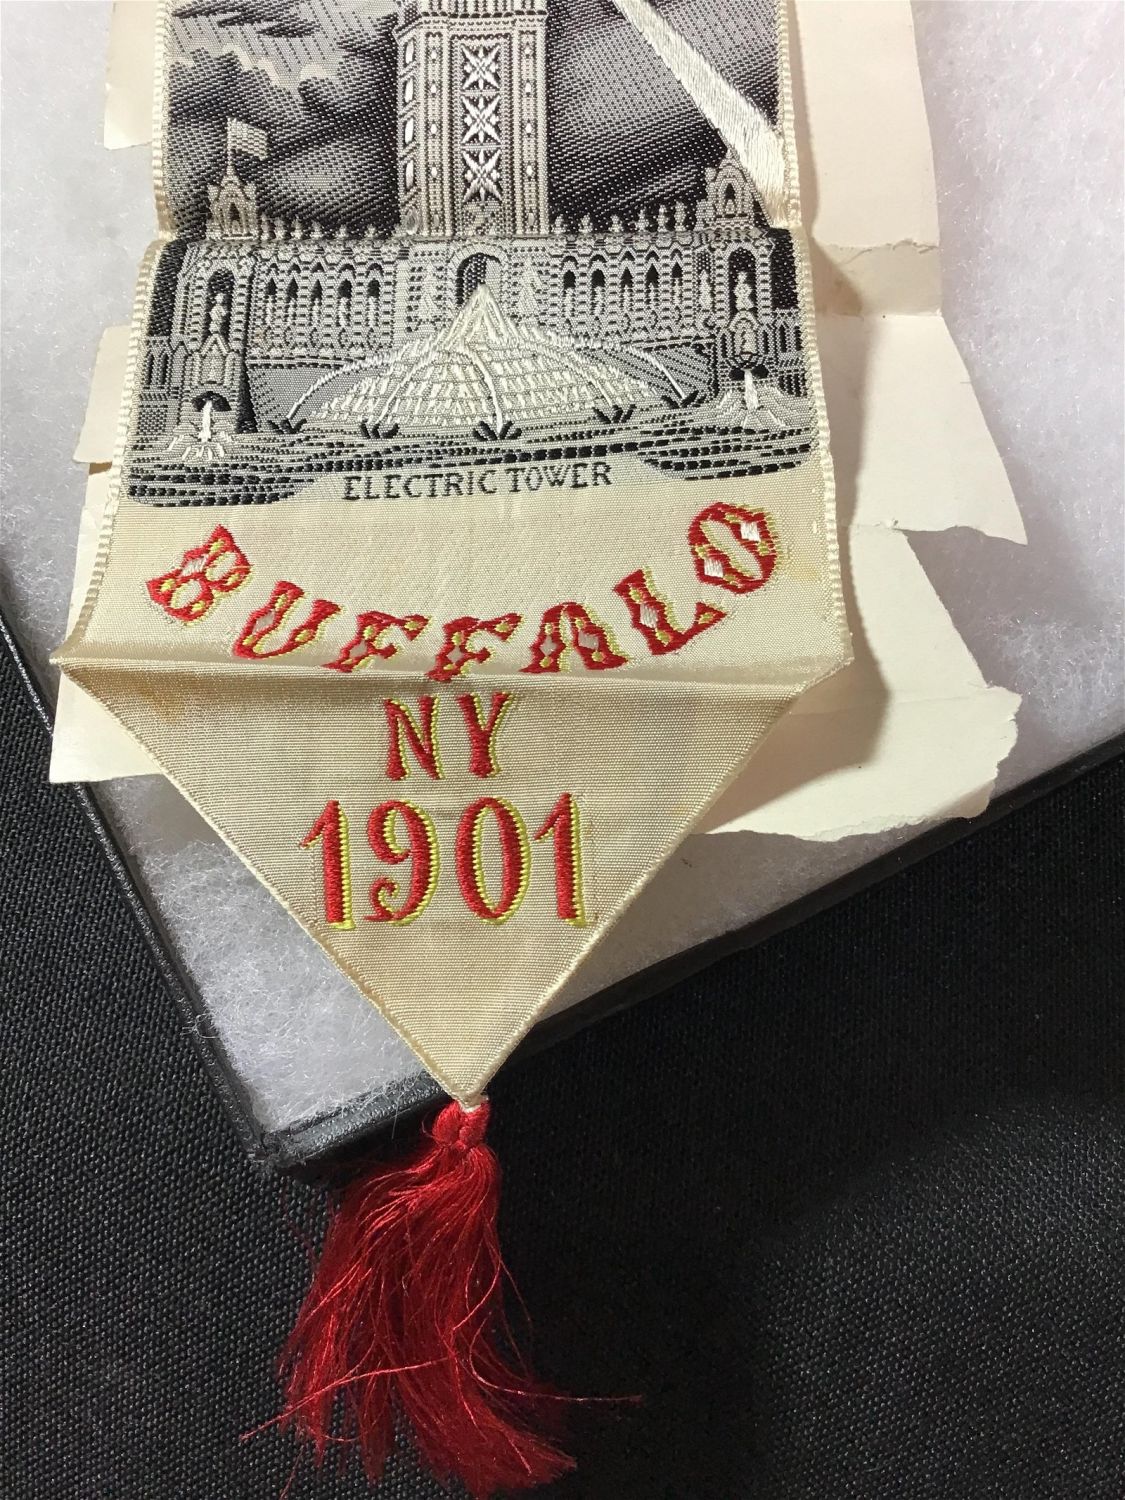 ELECTRIC TOWER
BUFFALO
NY
1901